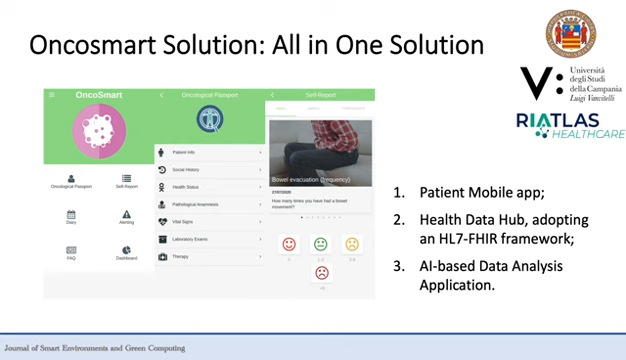 Oncosmart Solution: All in One Solution
Università
degli Studi
della Campania
Luigi Vanvitelli
V:
RIATLAS
HEALTHCARE
OncoSmart
Oncological Passport
Self-Report
Diary
Alerting
FAQ
Dashboard
Oncological Passport
Patient Info
Social History
Health Status
Pathological Anamnesis
Vital Signs
Laboratory Exams
Therapy
Self-Report
Bowel evacuation (frequency)
How many times you have had a bowel
movement?
1. Patient Mobile app;
2. Health Data Hub, adopting
an HL7-FHIR framework;
3. AI-based Data Analysis
Application.
Journal of Smart Environments and Green Computing